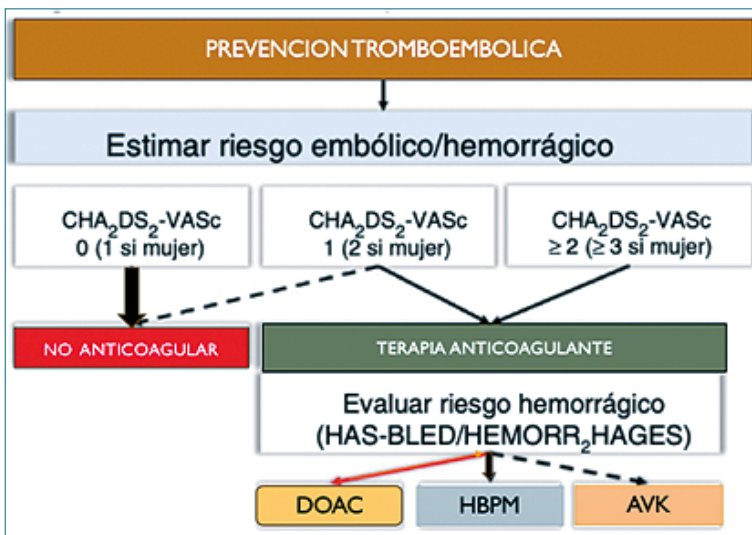 PREVENCION TROMBOEMBOLICA
Estimar riesgo embólico/hemorrágico
CHA₂DS₂-VASc
0 (1 si mujer)
CHA₂DS₂-VASc
1 (2 si mujer)
CHA₂DS₂-VASc
≥ 2 (≥ 3 si mujer)
NO ANTICOAGULAR
TERAPIA ANTICOAGULANTE
Evaluar riesgo hemorrágico
(HAS-BLED/HEMORR₂HAGES)
DOAC
HBPM
AVK